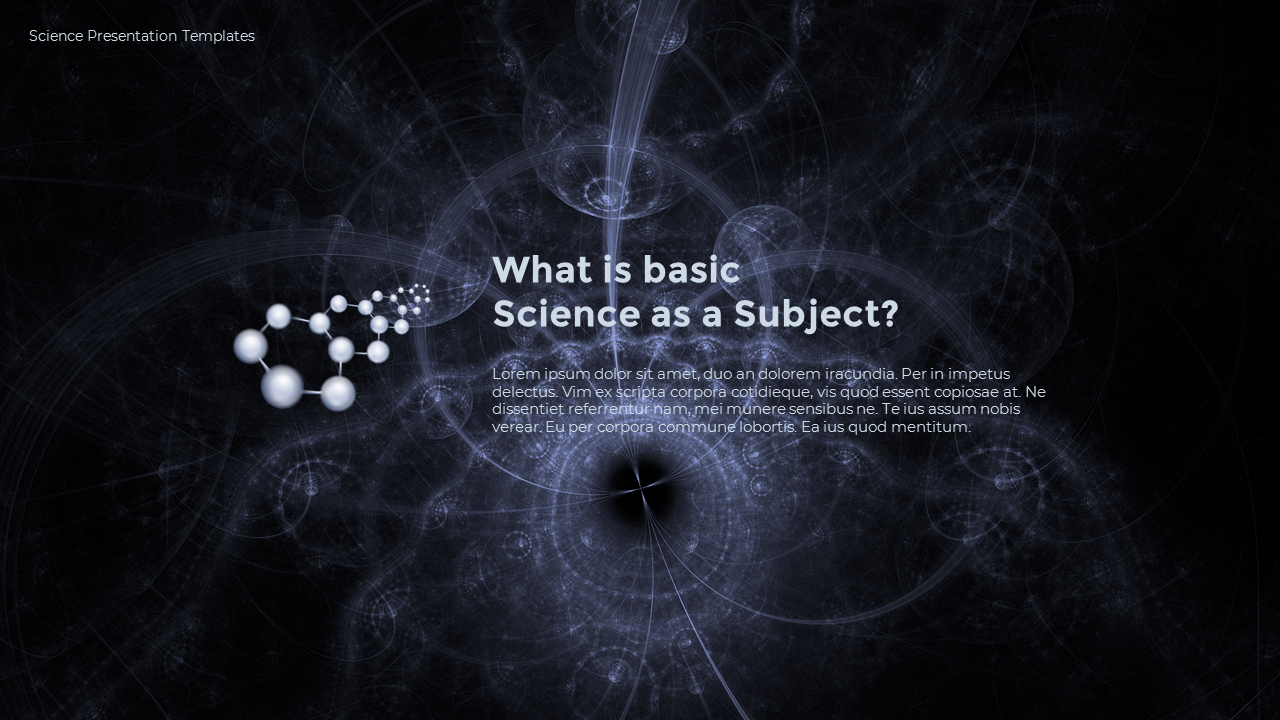 Science Presentation Templates
What is basic
Science as a Subject?
Lorem ipsum dolor sit amet, duo an dolorem iracundia. Per in impetus
delectus. Vim ex scripta corpora cotidieque, vis quod essent copiosae at. Ne
dissentiet referrentur nam, mei munere sensibus ne. Te ius assum nobis
verear. Eu per corpora commune lobortis. Ea ius quod mentitum.